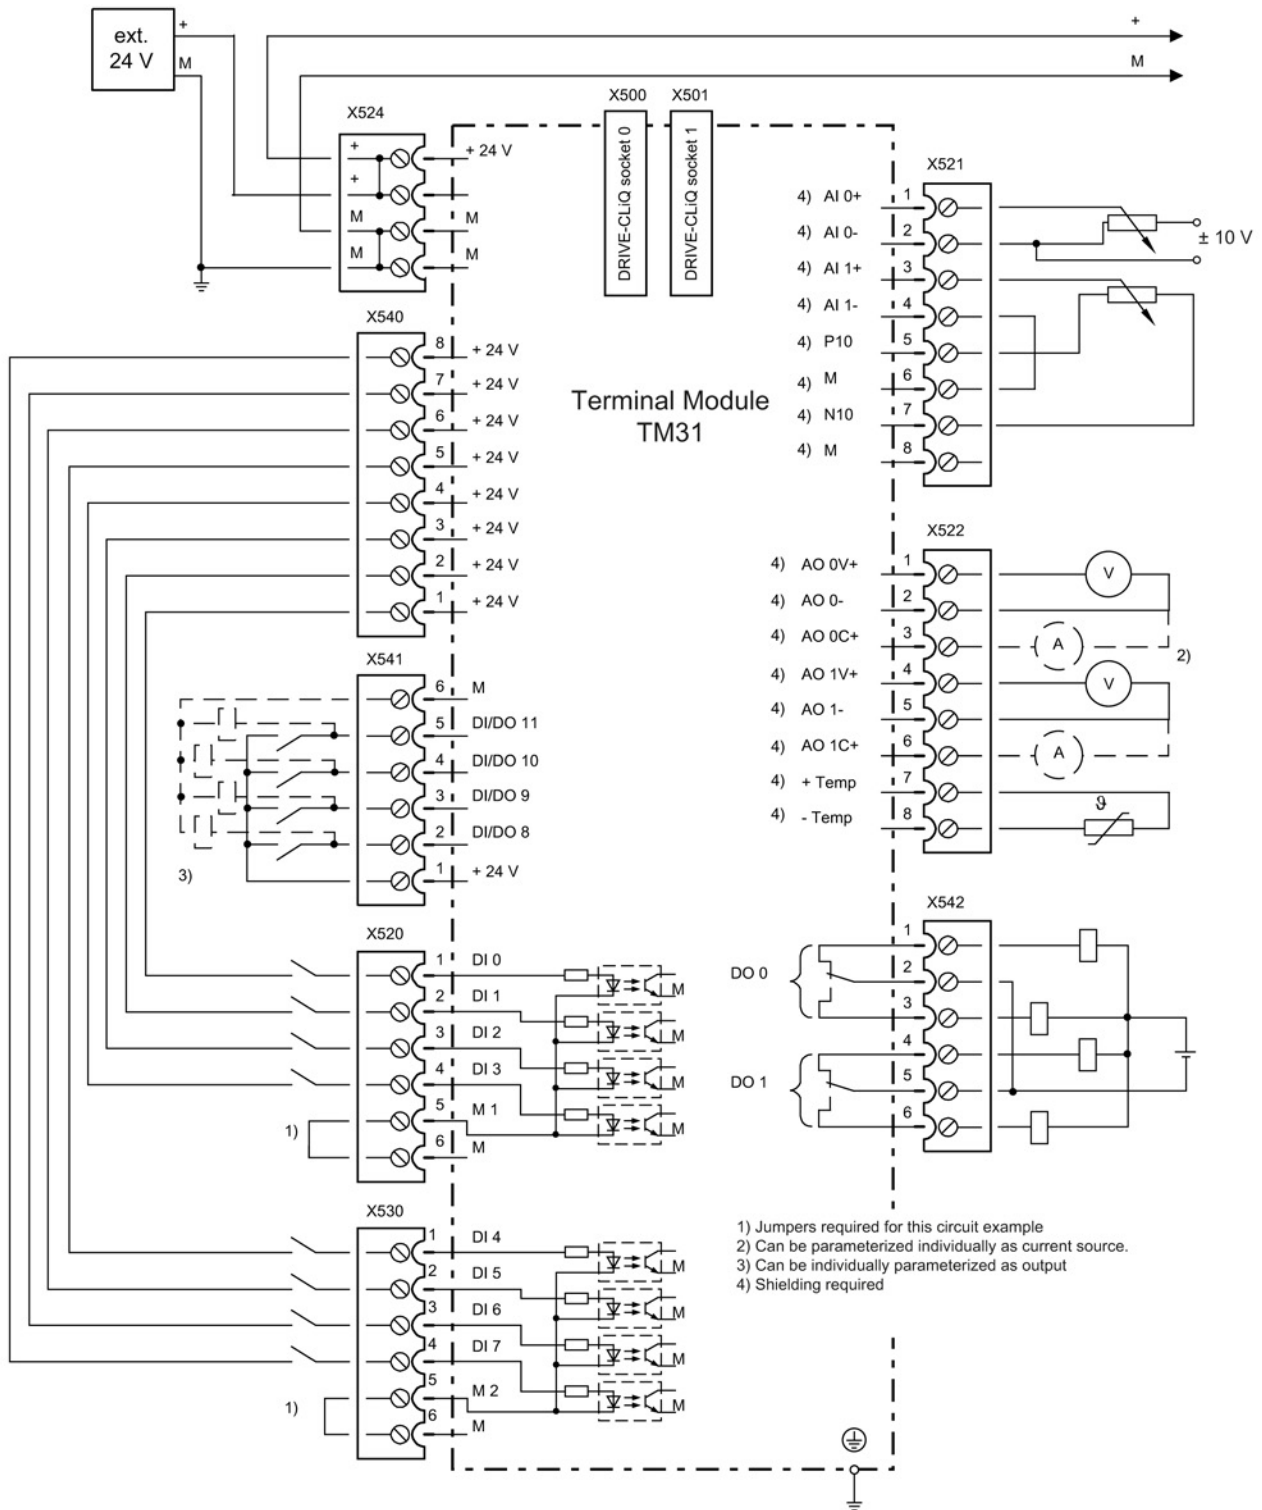 ext.
24 V
+
M
+
M
X524
+
+
M
M
+ 24 V
M
M
X500
X501
DRIVE-CLiQ socket 0
DRIVE-CLiQ socket 1
Terminal Module
TM31
X540
8 + 24 V
7 + 24 V
6 + 24 V
5 + 24 V
4 + 24 V
3 + 24 V
2 + 24 V
1 + 24 V
X541
6 M
5 DI/DO 11
4 DI/DO 10
3 DI/DO 9
2 DI/DO 8
1 + 24 V
3)
X520
1 DI 0
2 DI 1
3 DI 2
4 DI 3
5 M 1
6 M
1)
M
M
M
M
X530
1 DI 4
2 DI 5
3 DI 6
4 DI 7
5 M 2
6 M
1)
M
M
M
M
X521
4) AI 0+ 1
4) AI 0- 2
4) AI 1+ 3
4) AI 1- 4
4) P10 5
4) M 6
4) N10 7
4) M 8
± 10 V
X522
4) AO 0V+ 1
4) AO 0- 2
4) AO 0C+ 3
4) AO 1V+ 4
4) AO 1- 5
4) AO 1C+ 6
4) + Temp 7
4) - Temp 8
V
A
2)
V
A
ϑ
X542
DO 0
1
2
3
DO 1
4
5
6
1) Jumpers required for this circuit example
2) Can be parameterized individually as current source.
3) Can be individually parameterized as output
4) Shielding required